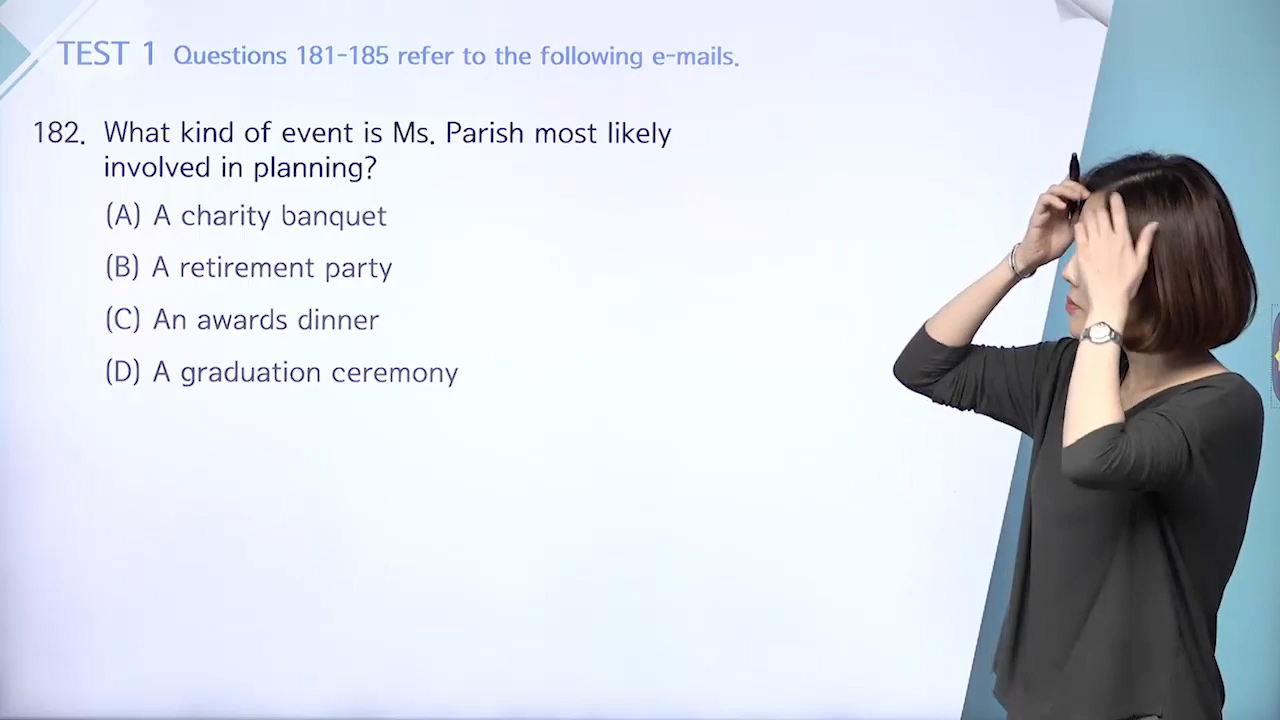 TEST 1 Questions 181-185 refer to the following e-mails.
182. What kind of event is Ms. Parish most likely
involved in planning?
(A) A charity banquet
(B) A retirement party
(C) An awards dinner
(D) A graduation ceremony